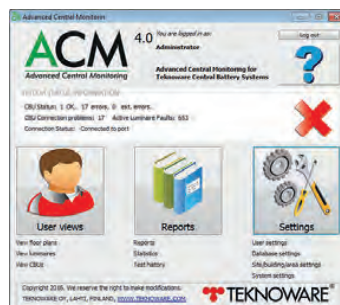 Advanced Central Monitorin
ACM 4.0
Advanced Central Monitoring
You are logged in as:
Administrator
Log out
Advanced Central Monitoring for
Teknoware Central Battery Systems
SYSTEM STATUS INFORMATION
CBU Status: 1 OK, 17 errors, 0 ext. errors.
CBU Connection problems: 17 Active Luminaire Faults: 653
Connection Status: Connected to port
User views
Reports
Settings
View floor plans
View luminaires
View CBUs
Reports
Statistics
Test history
User settings
Database settings
Site/building/area settings
System settings
Copyright 2016. We reserve the right to make modifications.
TEKNOWARE OY, LAHTI, FINLAND, WWW.TEKNOWARE.COM
TEKNOWARE®